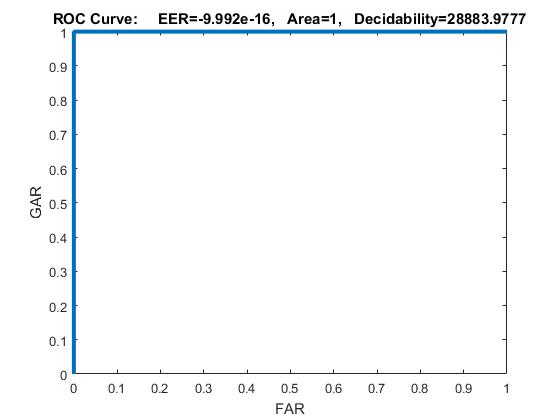 ROC Curve: EER=-9.992e-16, Area=1, Decidability=28883.9777
1
0.9
0.8
0.7
0.6
0.5
0.4
0.3
0.2
0.1
0
GAR
0 0.1 0.2 0.3 0.4 0.5 0.6 0.7 0.8 0.9 1
FAR